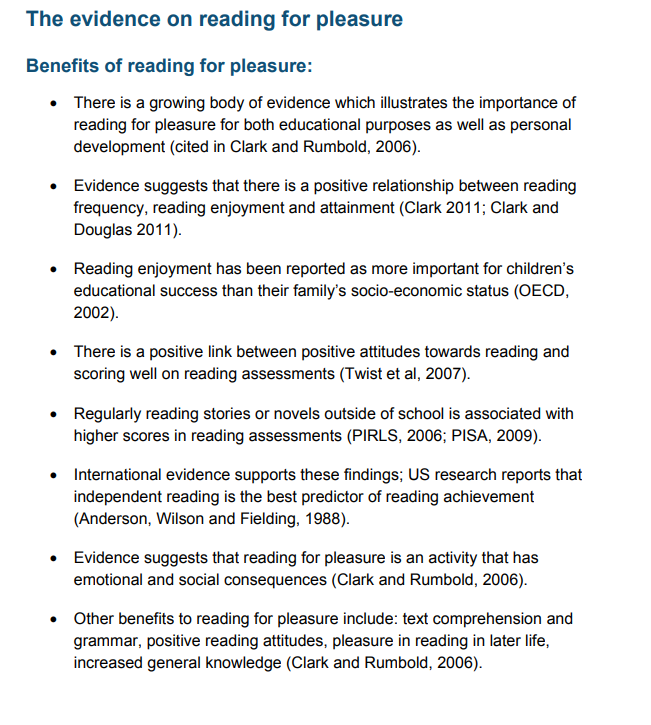 The evidence on reading for pleasure
Benefits of reading for pleasure:
• There is a growing body of evidence which illustrates the importance of
reading for pleasure for both educational purposes as well as personal
development (cited in Clark and Rumbold, 2006).
• Evidence suggests that there is a positive relationship between reading
frequency, reading enjoyment and attainment (Clark 2011; Clark and
Douglas 2011).
• Reading enjoyment has been reported as more important for children’s
educational success than their family’s socio-economic status (OECD,
2002).
• There is a positive link between positive attitudes towards reading and
scoring well on reading assessments (Twist et al, 2007).
• Regularly reading stories or novels outside of school is associated with
higher scores in reading assessments (PIRLS, 2006; PISA, 2009).
• International evidence supports these findings; US research reports that
independent reading is the best predictor of reading achievement
(Anderson, Wilson and Fielding, 1988).
• Evidence suggests that reading for pleasure is an activity that has
emotional and social consequences (Clark and Rumbold, 2006).
• Other benefits to reading for pleasure include: text comprehension and
grammar, positive reading attitudes, pleasure in reading in later life,
increased general knowledge (Clark and Rumbold, 2006).